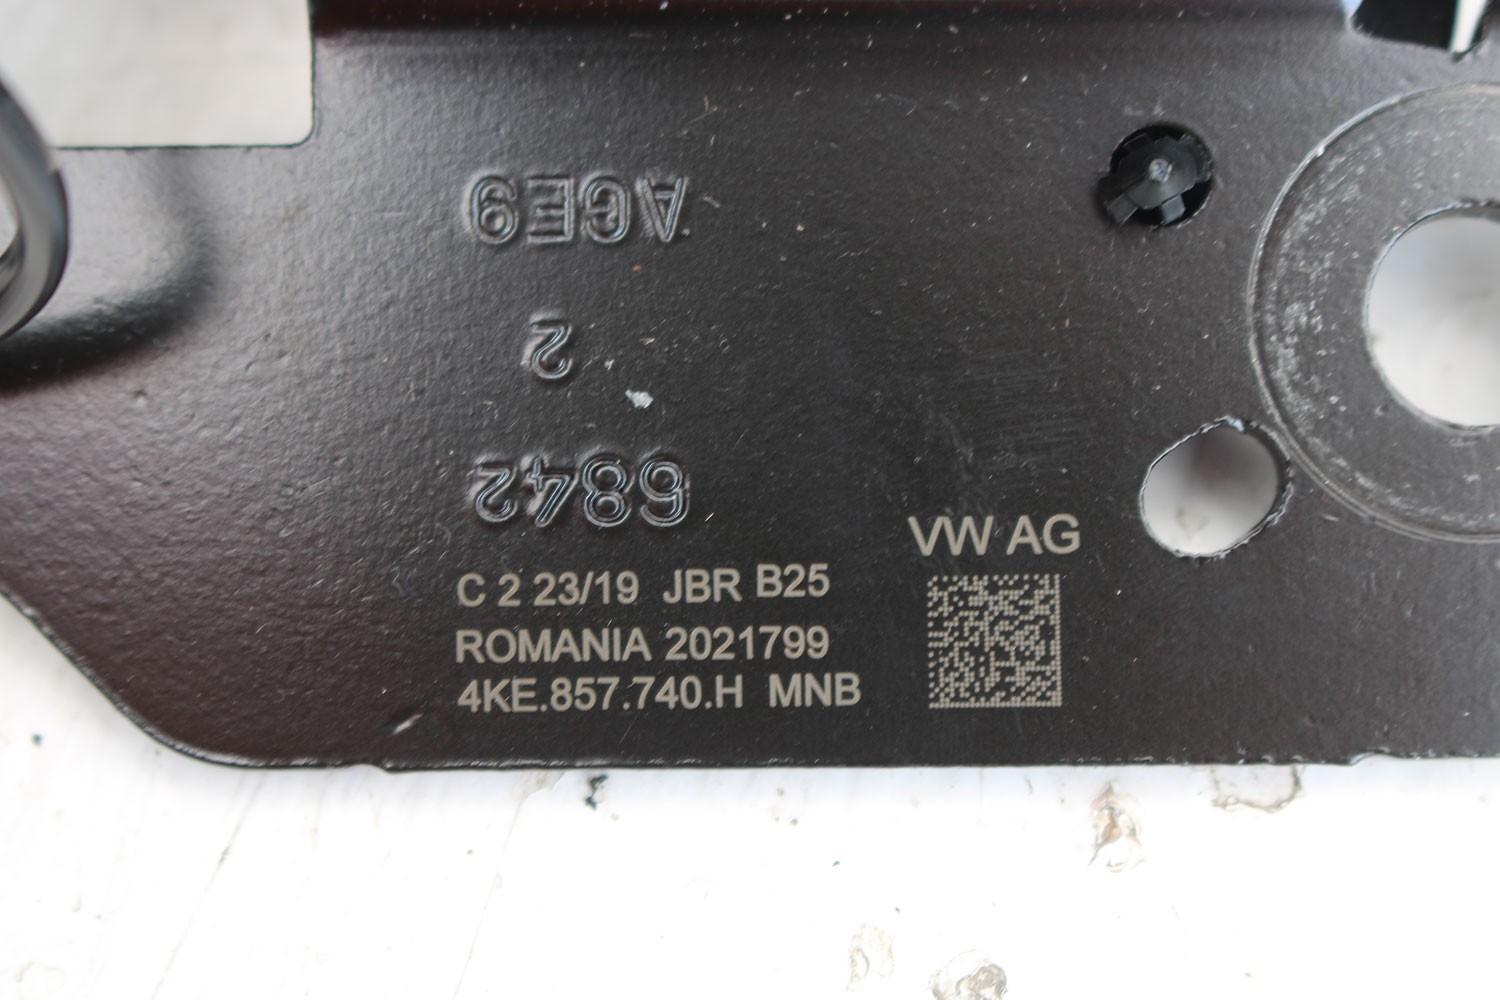 AGE9
2
6842
C 2 23/19 JBR B25
ROMANIA 2021799
4KE.857.740.H MNB
VW AG